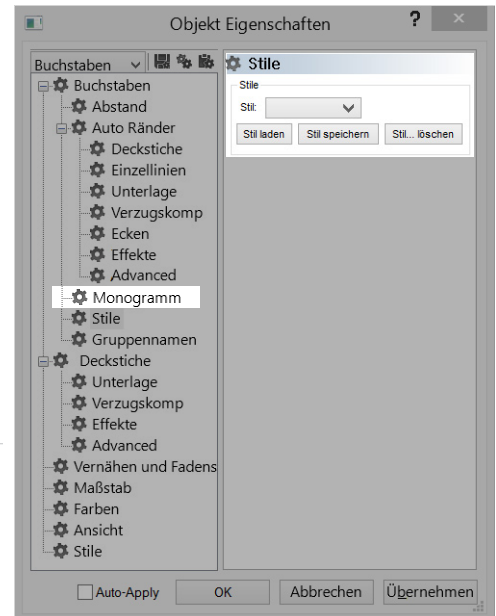 Objekt Eigenschaften ? ×
Buchstaben
Buchstaben
Abstand
Auto Ränder
Deckstiche
Einzellinien
Unterlage
Verzugskomp
Ecken
Effekte
Advanced
Monogramm
Stile
Gruppennamen
Deckstiche
Unterlage
Verzugskomp
Effekte
Advanced
Vernähen und Fadens
Maßstab
Farben
Ansicht
Stile
Stile
Stile
Stil:
Stil laden Stil speichern Stil... löschen
Auto-Apply OK Abbrechen Übernehmen